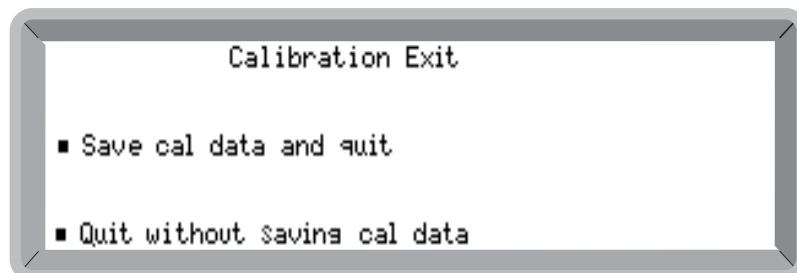 Calibration Exit
▪ Save cal data and quit
▪ Quit without Saving cal data